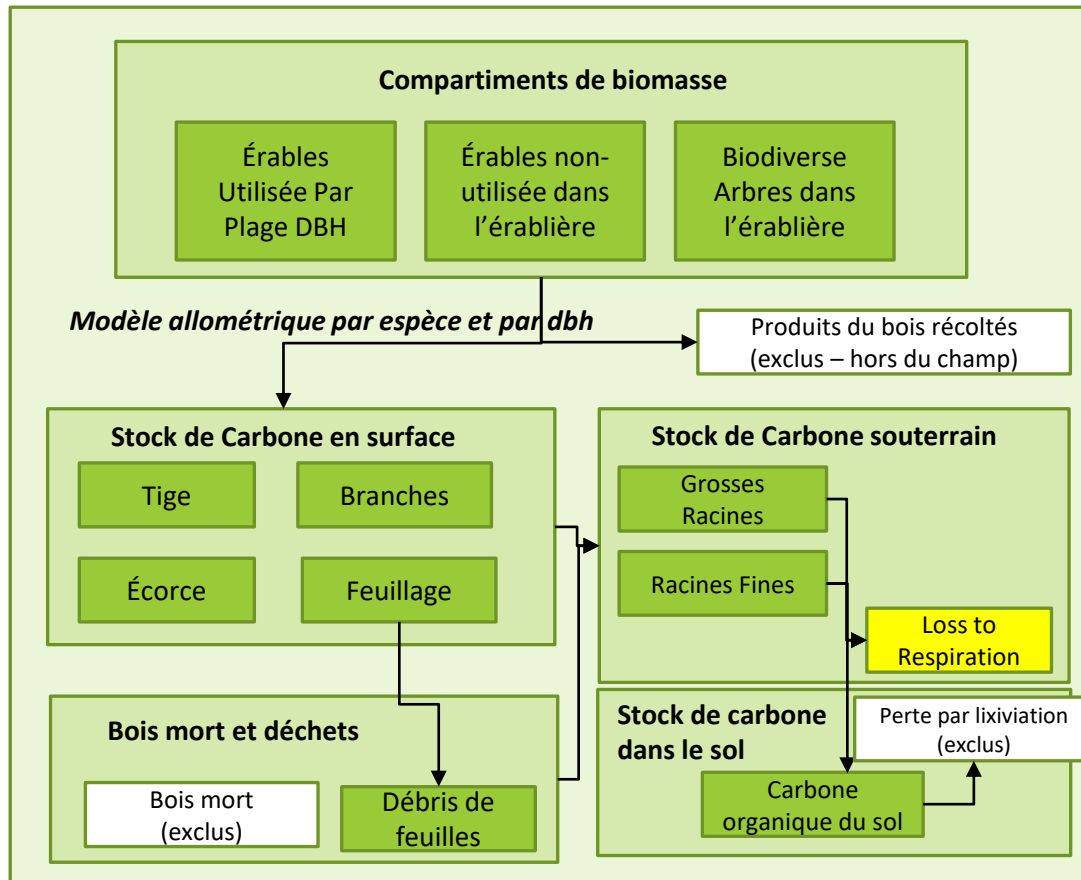 Compartiments de biomasse
Érables
Utilisée Par
Plage DBH
Érables non-
utilisée dans
l'érablière
Biodiverse
Arbres dans
l'érablière
Modèle allométrique par espèce et par dbh
Produits du bois récoltés
(exclus – hors du champ)
Stock de Carbone en surface
Tige
Branches
Écorce
Feuillage
Stock de Carbone souterrain
Grosses
Racines
Racines Fines
Loss to
Respiration
Bois mort et déchets
Bois mort
(exclus)
Débris de
feuilles
Stock de carbone
dans le sol
Perte par lixiviation
(exclus)
Carbone
organique du sol